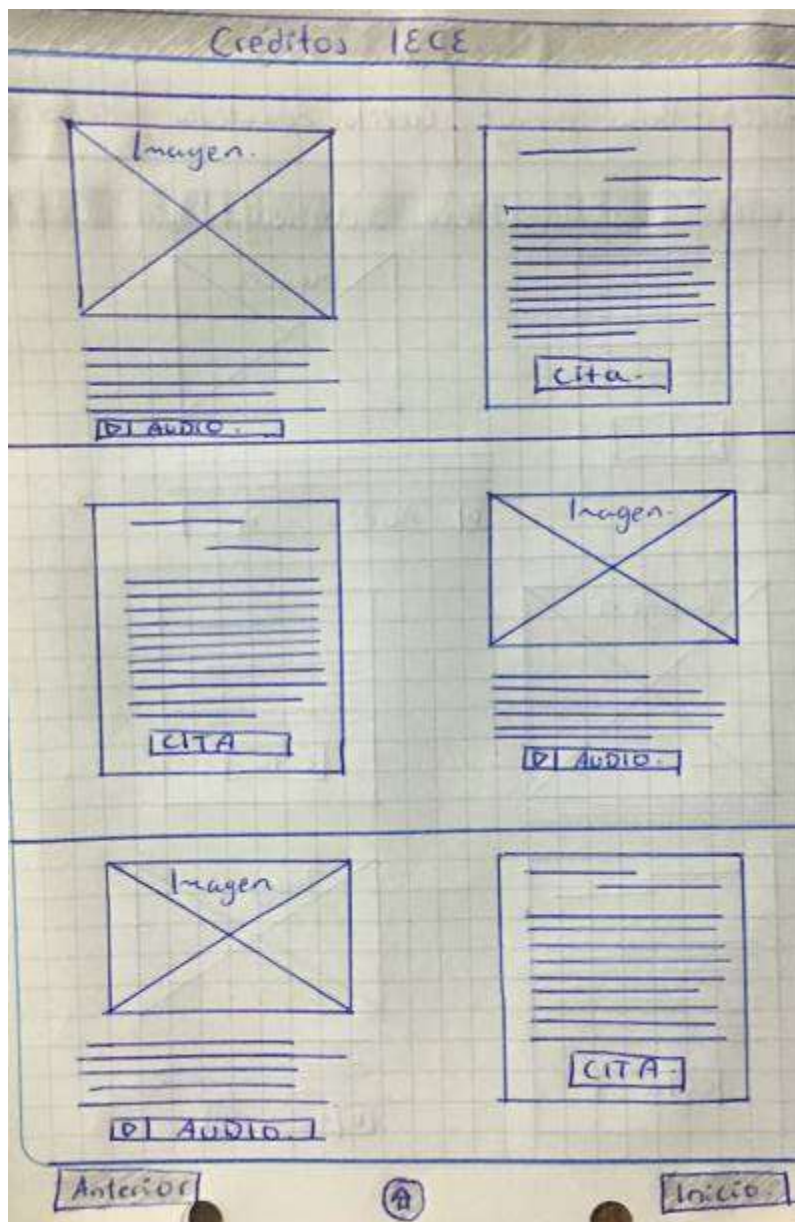 Creditos IECE
Imagen.
Cita.
AUDIO.
Imagen.
CITA
AUDIO.
Imagen
CITA.
AUDIO.
Anterior
Inicio.